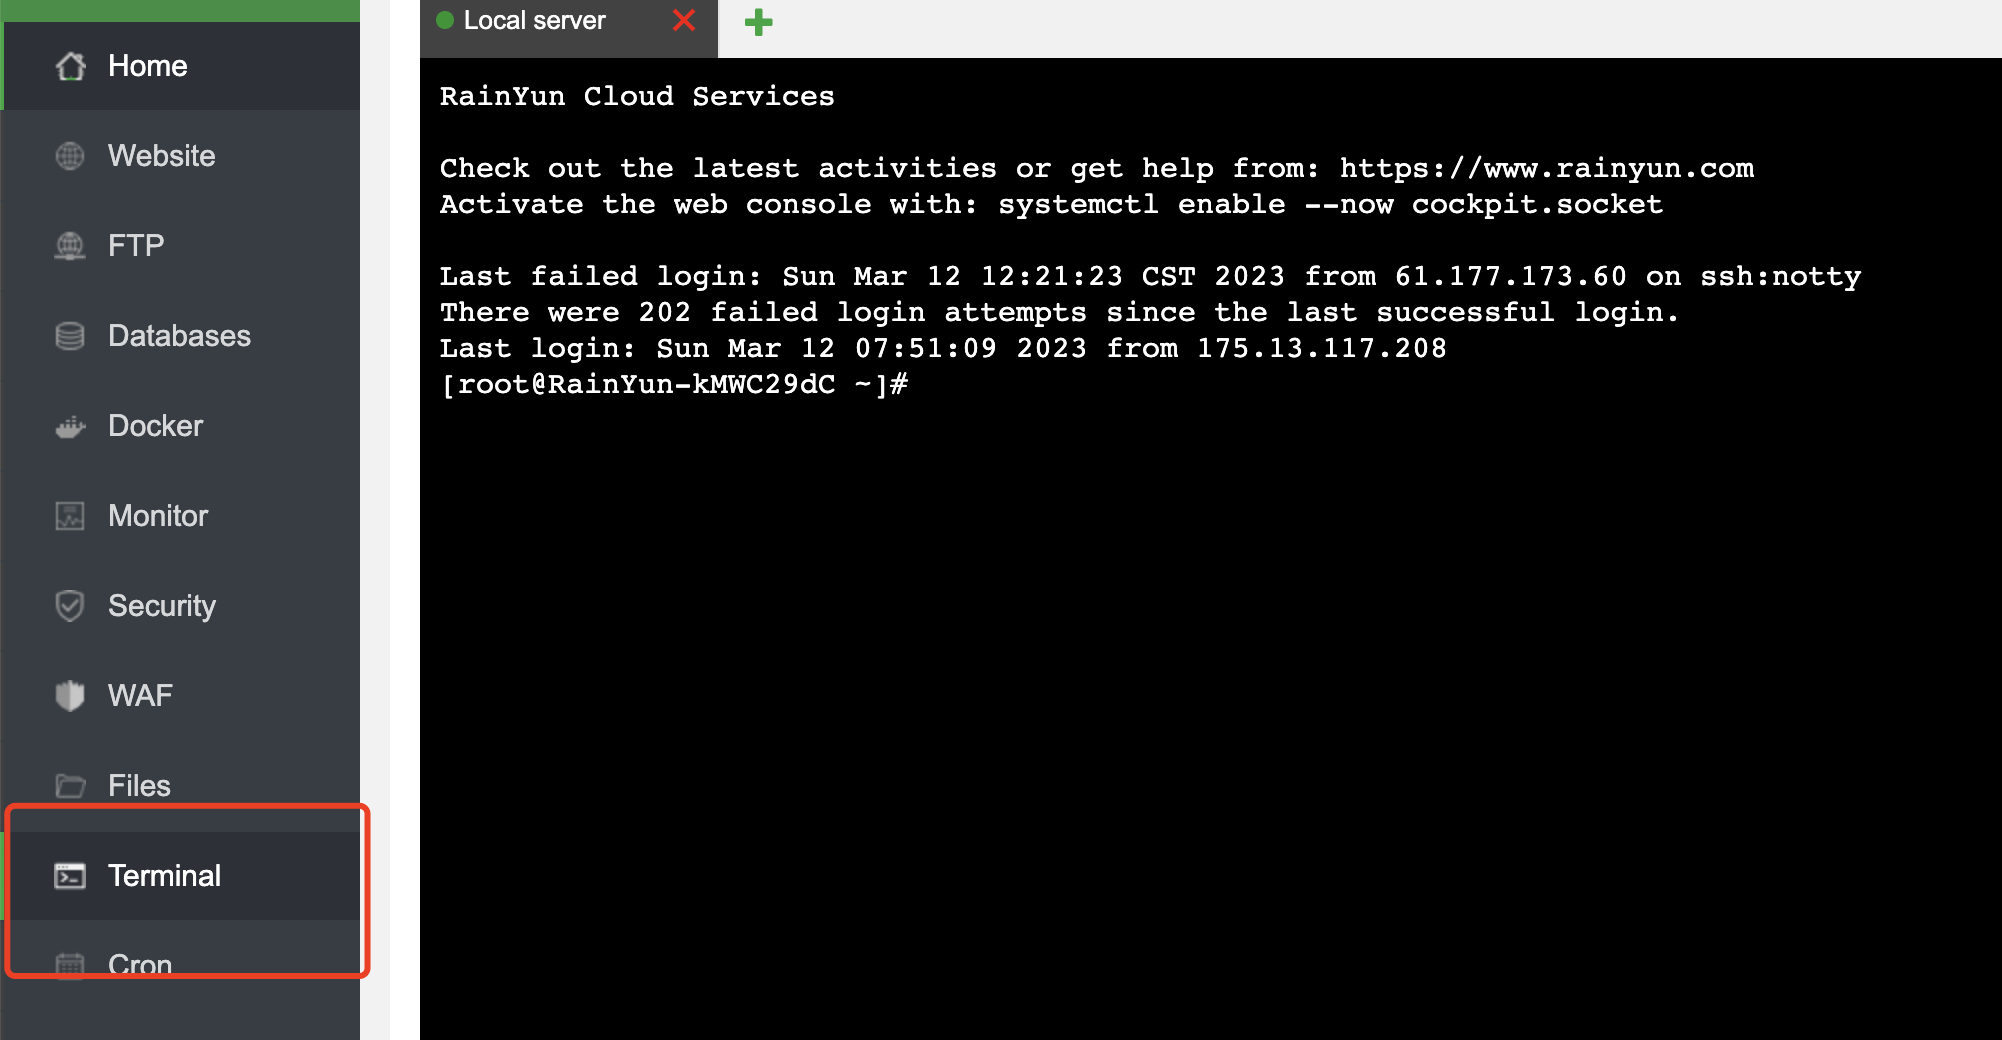 Home
Website
FTP
Databases
Docker
Monitor
Security
WAF
Files
Terminal
Cron
Local server
RainYun Cloud Services
Check out the latest activities or get help from: https://www.rainyun.com
Activate the web console with: systemctl enable --now cockpit.socket
Last failed login: Sun Mar 12 12:21:23 CST 2023 from 61.177.173.60 on ssh:notty
There were 202 failed login attempts since the last successful login.
Last login: Sun Mar 12 07:51:09 2023 from 175.13.117.208
[root@RainYun-kMWC29dC ~]#